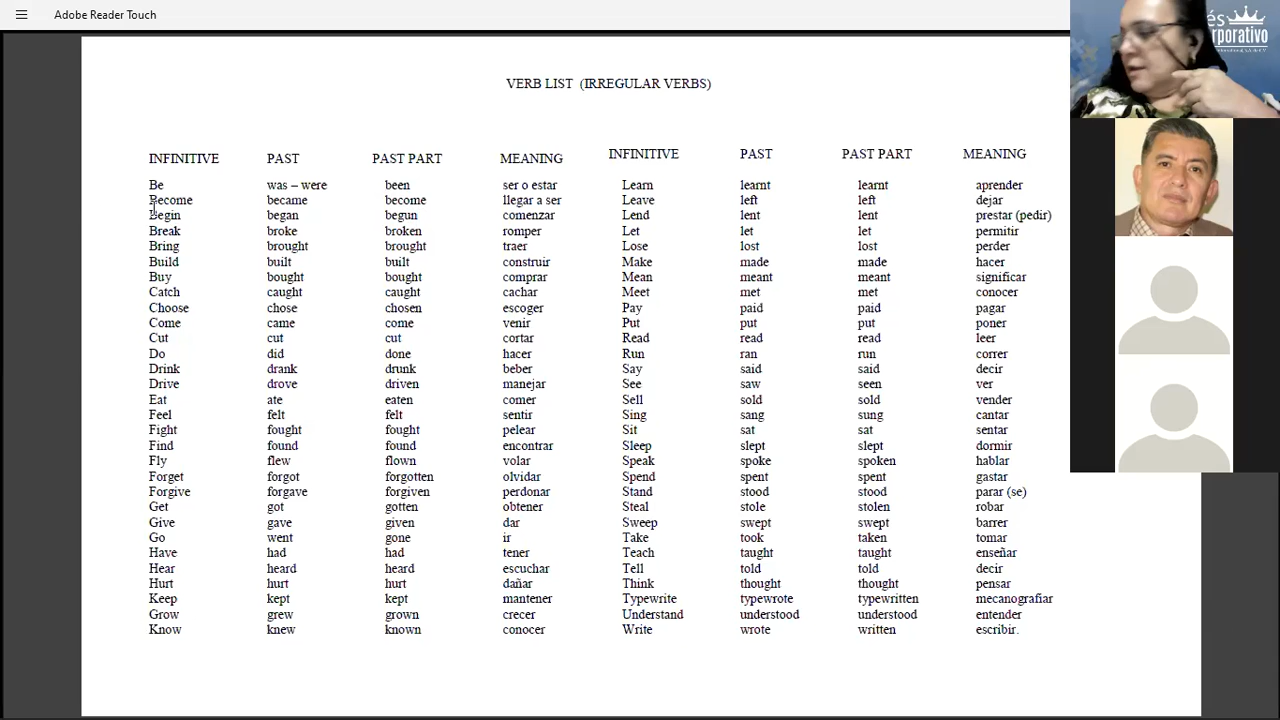 Adobe Reader Touch
és
rporativo
VERB LIST (IRREGULAR VERBS)
INFINITIVE PAST PAST PART MEANING INFINITIVE PAST PAST PART MEANING
Be was – were been ser o estar Learn learnt learnt aprender
Become became become llegar a ser Leave left left dejar
Begin began begun comenzar Lend lent lent prestar (pedir)
Break broke broken romper Let let let permitir
Bring brought brought traer Lose lost lost perder
Build built built construir Make made made hacer
Buy bought bought comprar Mean meant meant significar
Catch caught caught cachar Meet met met conocer
Choose chose chosen escoger Pay paid paid pagar
Come came come venir Put put put poner
Cut cut cut cortar Read read read leer
Do did done hacer Run ran run correr
Drink drank drunk beber Say said said decir
Drive drove driven manejar See saw seen ver
Eat ate eaten comer Sell sold sold vender
Feel felt felt sentir Sing sang sung cantar
Fight fought fought pelear Sit sat sat sentar
Find found found encontrar Sleep slept slept dormir
Fly flew flown volar Speak spoke spoken hablar
Forget forgot forgotten olvidar Spend spent spent gastar
Forgive forgave forgiven perdonar Stand stood stood parar (se)
Get got gotten obtener Steal stole stolen robar
Give gave given dar Sweep swept swept barrer
Go went gone ir Take took taken tomar
Have had had tener Teach taught taught enseñar
Hear heard heard escuchar Tell told told decir
Hurt hurt hurt dañar Think thought thought pensar
Keep kept kept mantener Typewrite typewrote typewritten mecanografiar
Grow grew grown crecer Understand understood understood entender
Know knew known conocer Write wrote written escribir.